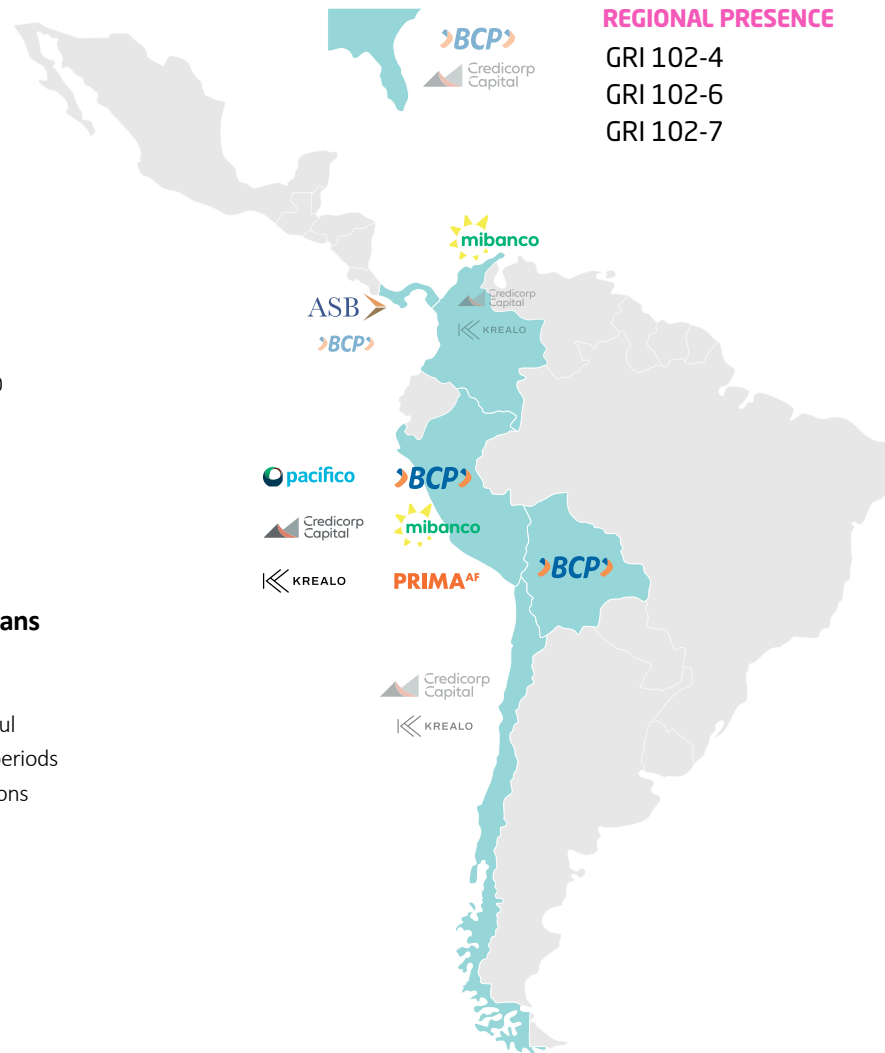 REGIONAL PRESENCE
GRI 102-4
GRI 102-6
GRI 102-7
BCP
Credicorp
Capital
mibanco
Credicorp
Capital
KREALO
ASB
BCP
pacifico
BCP
Credicorp
Capital
mibanco
KREALO
PRIMA AF
BCP
Credicorp
Capital
KREALO
ans
ul
eriods
ons